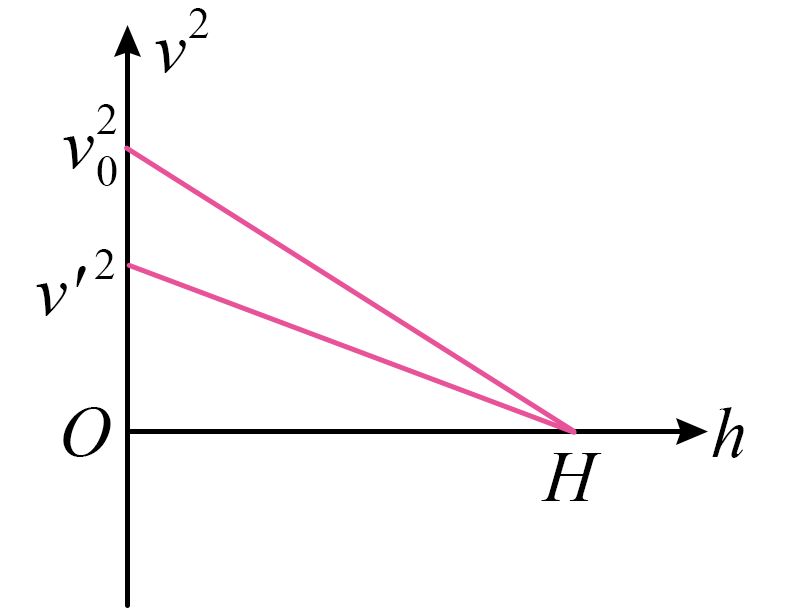 v²
v₀²
v′²
O
H
h